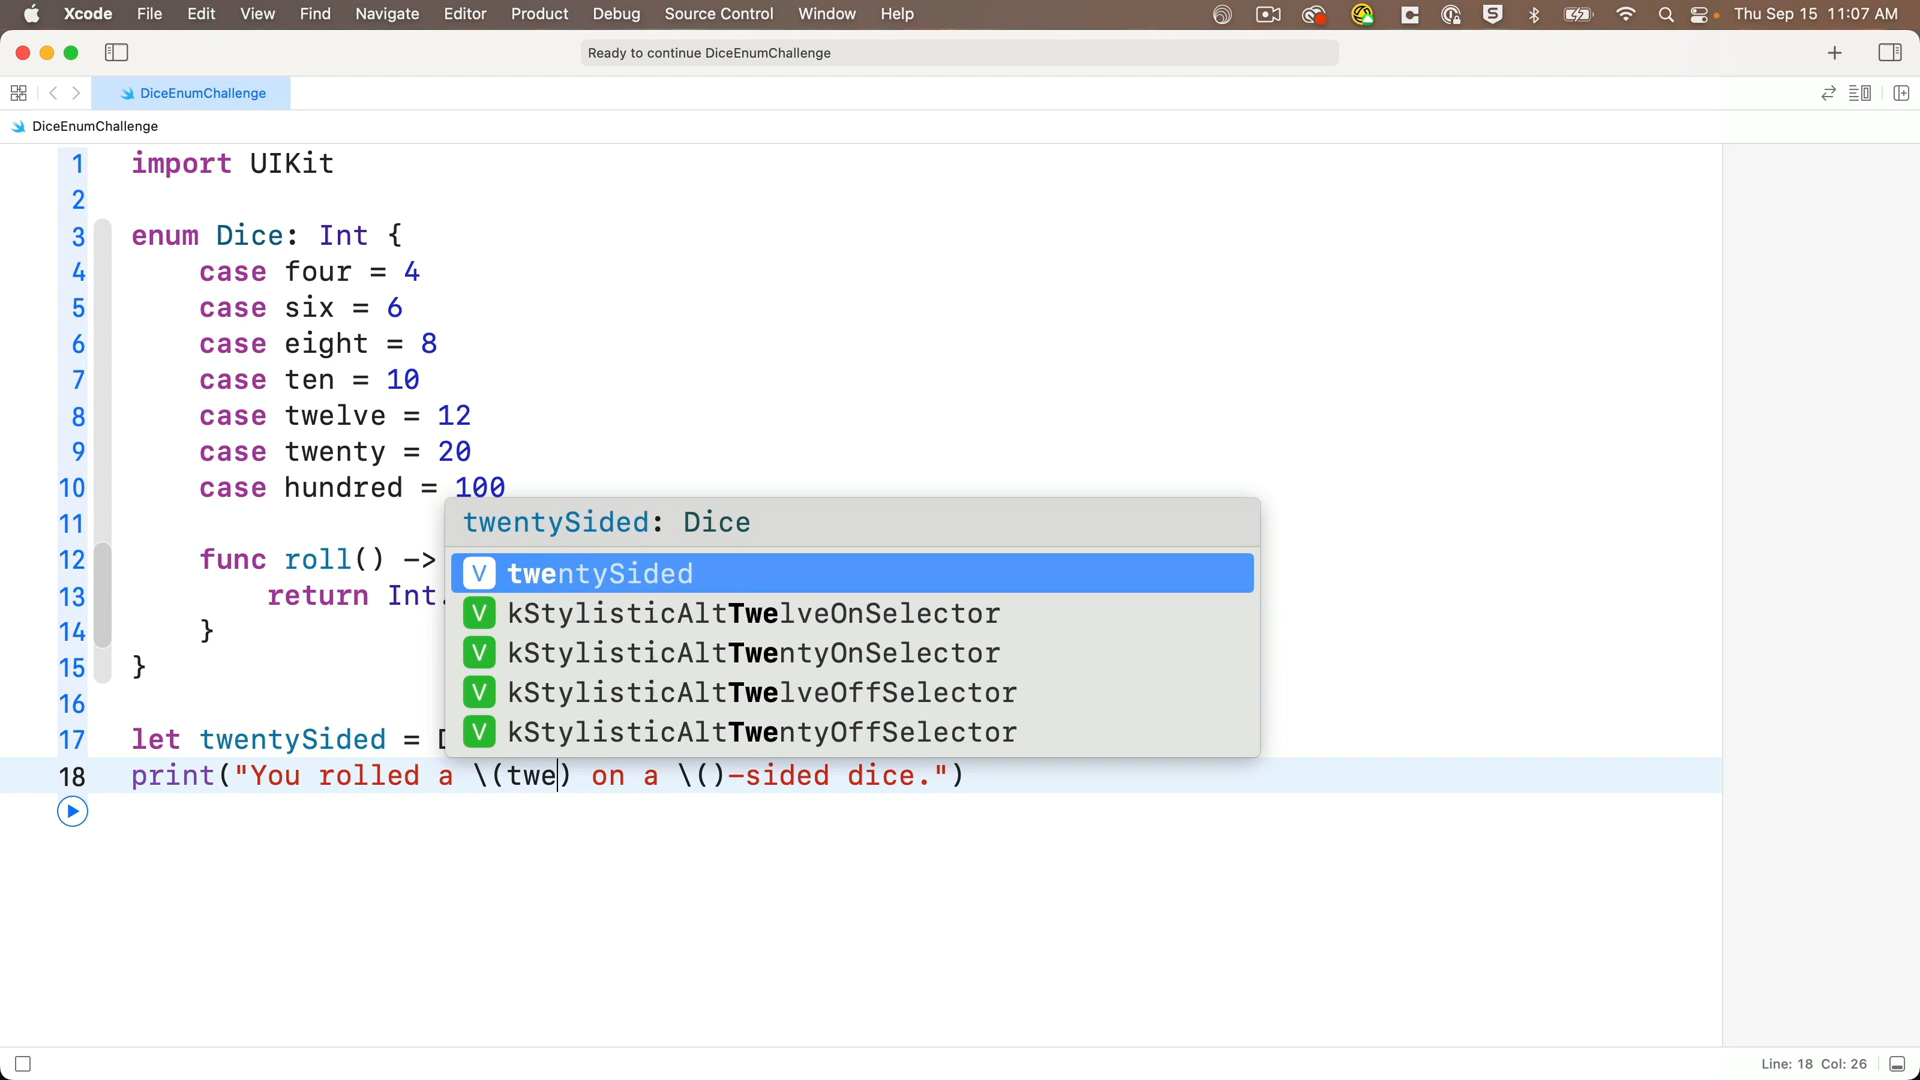 Xcode File Edit View Find Navigate Editor Product Debug Source Control Window Help Thu Sep 15 11:07 AM
Ready to continue DiceEnumChallenge
DiceEnumChallenge
DiceEnumChallenge
1 import UIKit
2
3 enum Dice: Int {
4 case four = 4
5 case six = 6
6 case eight = 8
7 case ten = 10
8 case twelve = 12
9 case twenty = 20
10 case hundred = 100
11
twentySided: Dice
12 func roll() ->
V twentySided
13 return Int.
V kStylisticAltTwelveOnSelector
14 }
V kStylisticAltTwentyOnSelector
15 }
V kStylisticAltTwelveOffSelector
16
V kStylisticAltTwentyOffSelector
17 let twentySided =
18 print("You rolled a \(twe) on a \()-sided dice.")
Line: 18 Col: 26